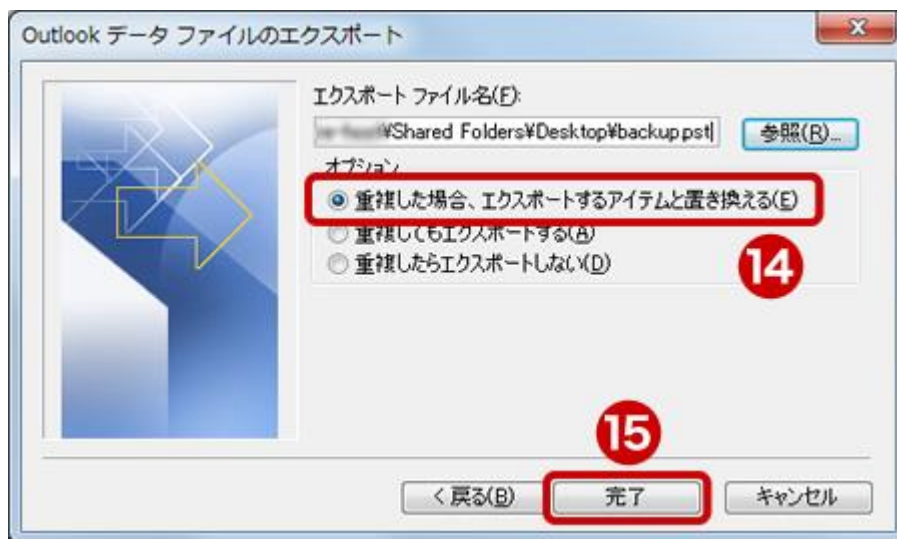 Outlook データ ファイルのエクスポート
エクスポート ファイル名(F):
¥Shared Folders¥Desktop¥backup.pst
参照(R)...
オプション
重複した場合、エクスポートするアイテムと置き換える(E)
重複してもエクスポートする(A)
重複したらエクスポートしない(D)
14
15
< 戻る(B)
完了
キャンセル